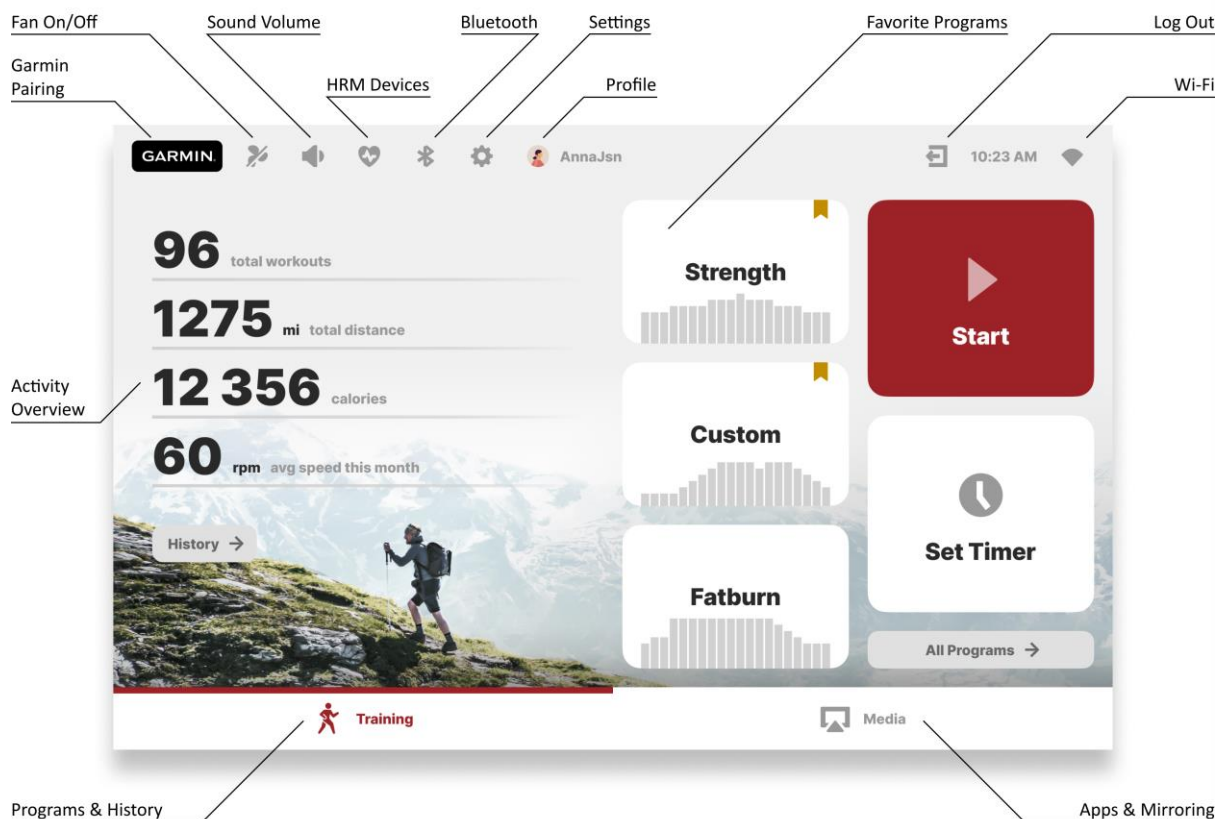 Fan On/Off
Sound Volume
Bluetooth
Settings
Favorite Programs
Log Out
Garmin
Pairing
HRM Devices
Profile
Wi-Fi
GARMIN.
AnnaJsn
10:23 AM
96 total workouts
1275 mi total distance
12 356 calories
60 rpm avg speed this month
History →
Activity
Overview
Strength
Custom
Fatburn
Start
Set Timer
All Programs →
Training
Media
Programs & History
Apps & Mirroring